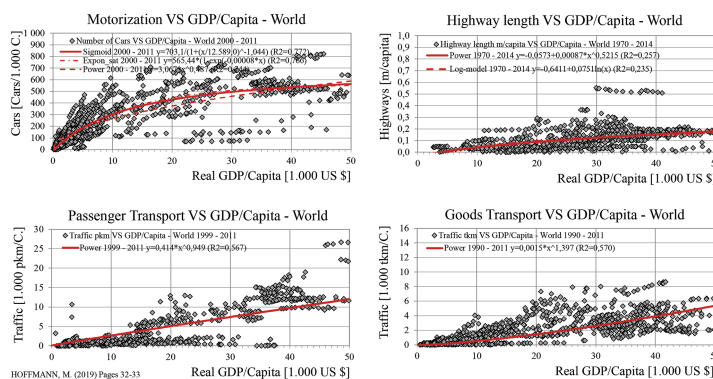 Motorization VS GDP/Capita - World
Cars [Cars/1.000 C.]
1 000
900
800
700
600
500
400
300
200
100
0
Number of Cars VS GDP/Capita - World 2000 - 2011
Sigmoid 2000 - 2011 y=703,1/(1+(x/12.589,0)^-1,044) (R2=0,772)
Expon_sat 2000 - 2011 y=565,44*(1-exp(-0,00008*x) (R2=0,760)
Power 2000 - 2011
0 10 20 30 40 50
Real GDP/Capita [1.000 US $]
Highway length VS GDP/Capita - World
Highways [m/capita]
1,0
0,9
0,8
0,7
0,6
0,5
0,4
0,3
0,2
0,1
0,0
Highway length m/capita VS GDP/Capita - World 1970 - 2014
Power 1970 - 2014 y=-0,0573+0,00087*x^0,5215 (R2=0,257)
Log-model 1970 - 2014 y=-0,6411+0,0751ln(x) (R2=0,235)
0 10 20 30 40 50
Real GDP/Capita [1.000 US $]
Passenger Transport VS GDP/Capita - World
Traffic [1.000 pkm/C.]
30
25
20
15
10
5
0
Traffic pkm VS GDP/Capita - World 1999 - 2011
Power 1999 - 2011 y=0,414*x^0,949 (R2=0,567)
0 10 20 30 40 50
Real GDP/Capita [1.000 US $]
Goods Transport VS GDP/Capita - World
Traffic [1.000 tkm/C.]
16
14
12
10
8
6
4
2
0
Traffic tkm VS GDP/Capita - World 1990 - 2011
Power 1990 - 2011 y=0,0015*x^1,397 (R2=0,570)
0 10 20 30 40 50
Real GDP/Capita [1.000 US $]
HOFFMANN, M. (2019) Pages 32-33